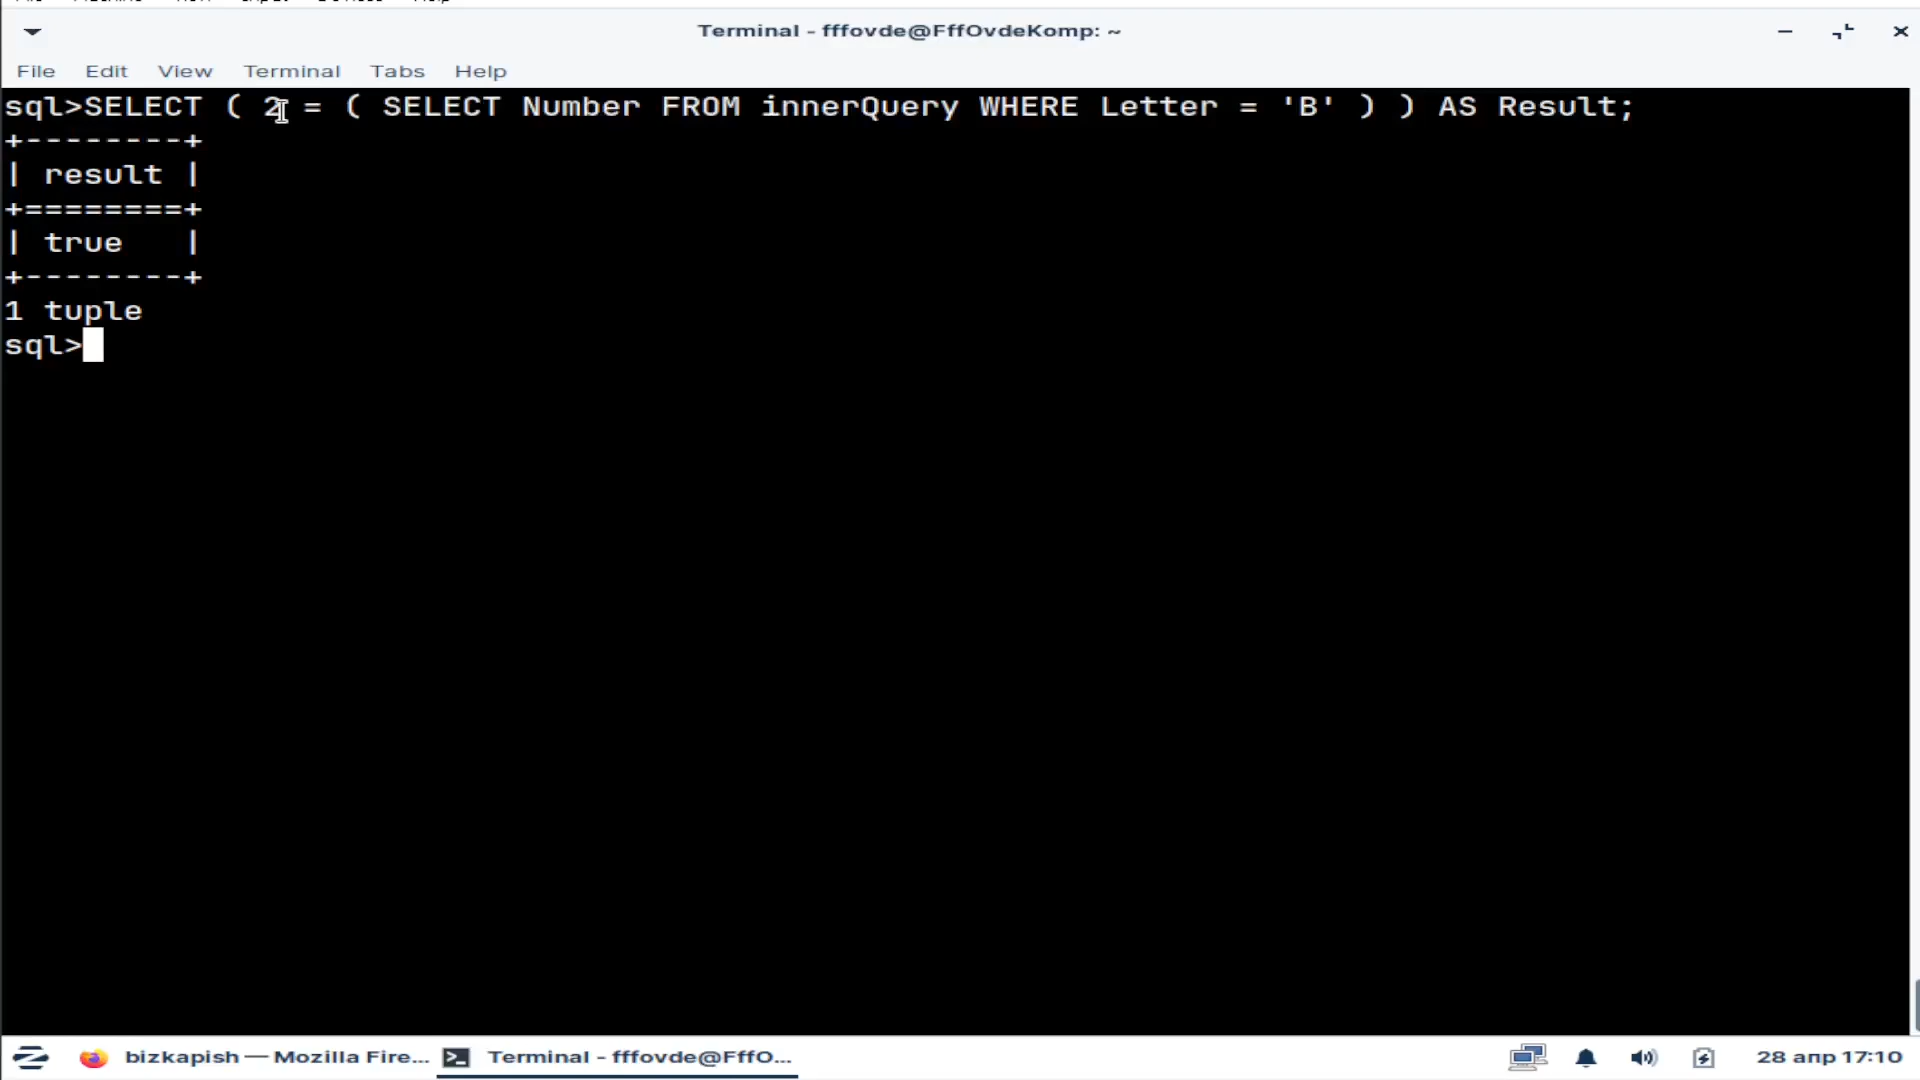 Terminal - fffovde@FffOvdeKomp: ~
File Edit View Terminal Tabs Help
sql>SELECT ( 2 = ( SELECT Number FROM innerQuery WHERE Letter = 'B' ) ) AS Result;
+--------+
| result |
+========+
| true   |
+--------+
1 tuple
sql>
bizkapish — Mozilla Fire... Terminal - fffovde@FffO... 28 апр 17:10